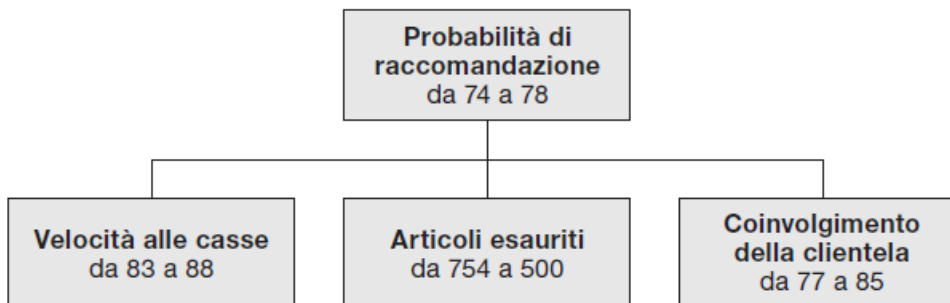 Probabilità di
raccomandazione
da 74 a 78
Velocità alle casse
da 83 a 88
Articoli esauriti
da 754 a 500
Coinvolgimento
della clientela
da 77 a 85